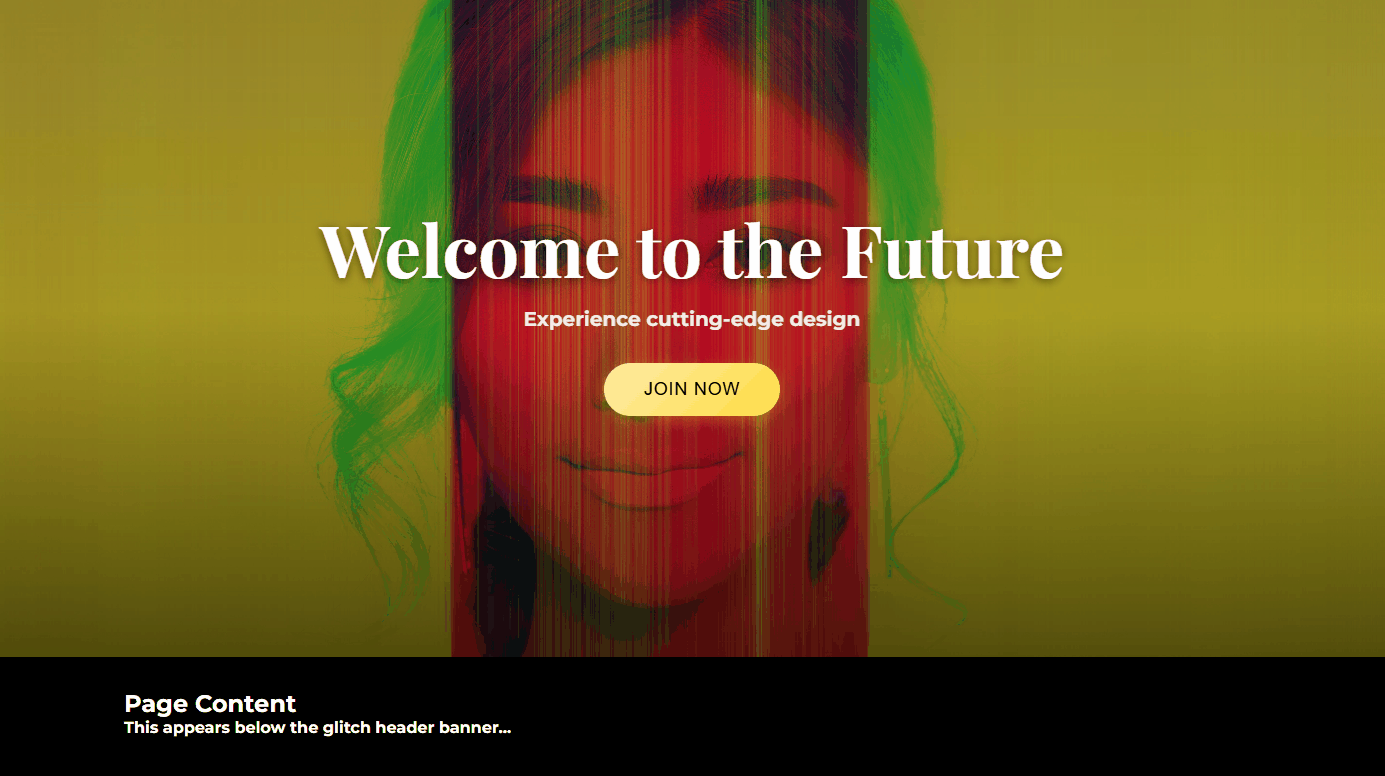 Welcome to the Future
Experience cutting-edge design
JOIN NOW
Page Content
This appears below the glitch header banner...